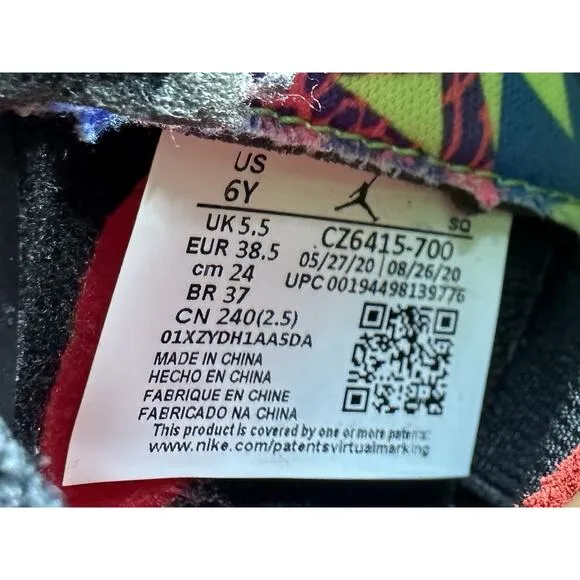 US
6Y
UK 5.5
EUR 38.5
cm 24
BR 37
CN 240(2.5)
01XZYDH1AA5DA
SQ
CZ6415-700
05/27/20 08/26/20
UPC 00194498139776
MADE IN CHINA
HECHO EN CHINA
FABRIQUE EN CHINE
FABRICADO NA CHINA
This product is covered by one or more patents:
www.nike.com/patentsvirtualmarking